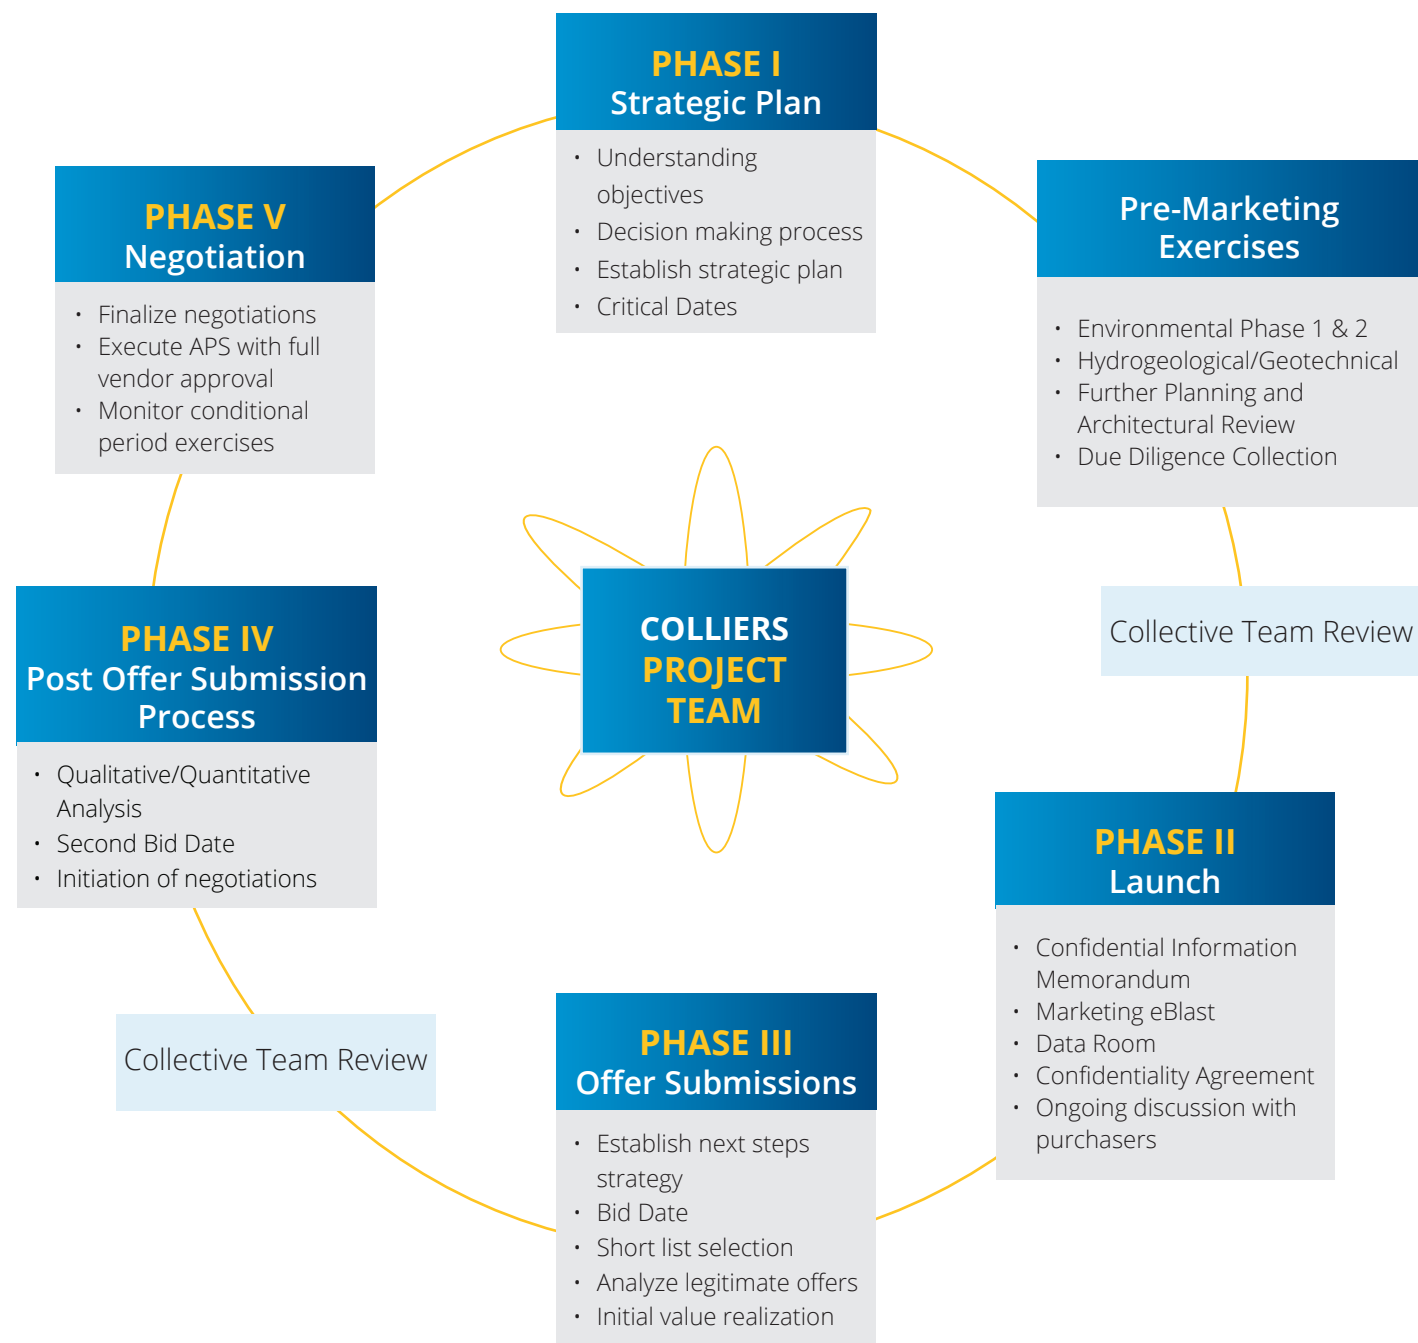 PHASE I
Strategic Plan
• Understanding
objectives
• Decision making process
• Establish strategic plan
• Critical Dates
Pre-Marketing
Exercises
• Environmental Phase 1 & 2
• Hydrogeological/Geotechnical
• Further Planning and
Architectural Review
• Due Diligence Collection
Collective Team Review
PHASE II
Launch
• Confidential Information
Memorandum
• Marketing eBlast
• Data Room
• Confidentiality Agreement
• Ongoing discussion with
purchasers
PHASE III
Offer Submissions
• Establish next steps
strategy
• Bid Date
• Short list selection
• Analyze legitimate offers
• Initial value realization
Collective Team Review
PHASE IV
Post Offer Submission
Process
• Qualitative/Quantitative
Analysis
• Second Bid Date
• Initiation of negotiations
PHASE V
Negotiation
• Finalize negotiations
• Execute APS with full
vendor approval
• Monitor conditional
period exercises
COLLIERS
PROJECT
TEAM